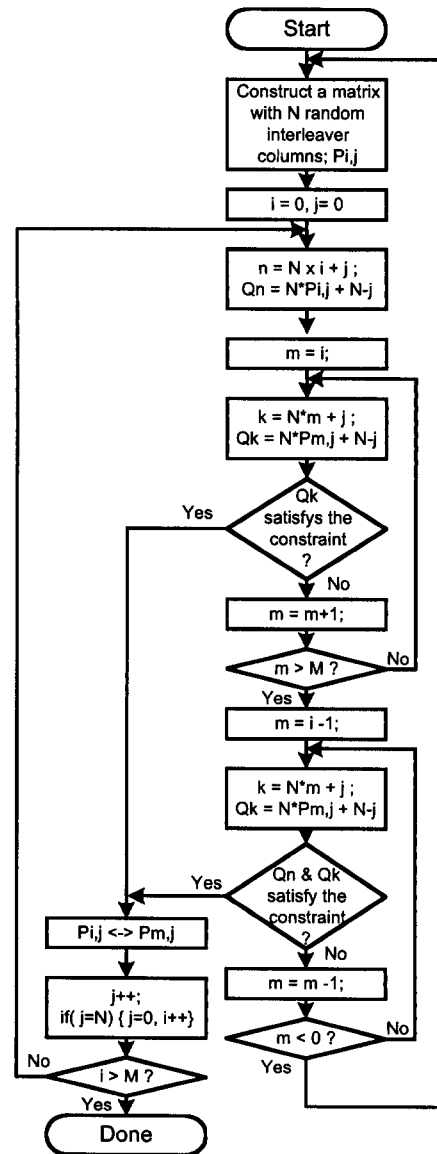 Start
Construct a matrix
with N random
interleaver
columns; Pi,j
i = 0, j= 0
n = N x i + j ;
Qn = N*Pi,j + N-j
m = i;
k = N*m + j ;
Qk = N*Pm,j + N-j
Yes
Qk
satisfys the
constraint
?
No
m = m+1;
m > M ?
No
Yes
m = i -1;
k = N*m + j ;
Qk = N*Pm,j + N-j
Yes
Qn & Qk
satisfy the
constraint
?
No
Pi,j <-> Pm,j
m = m -1;
j++;
if( j=N) { j=0, i++}
m < 0 ?
No
Yes
No
i > M ?
Yes
Done